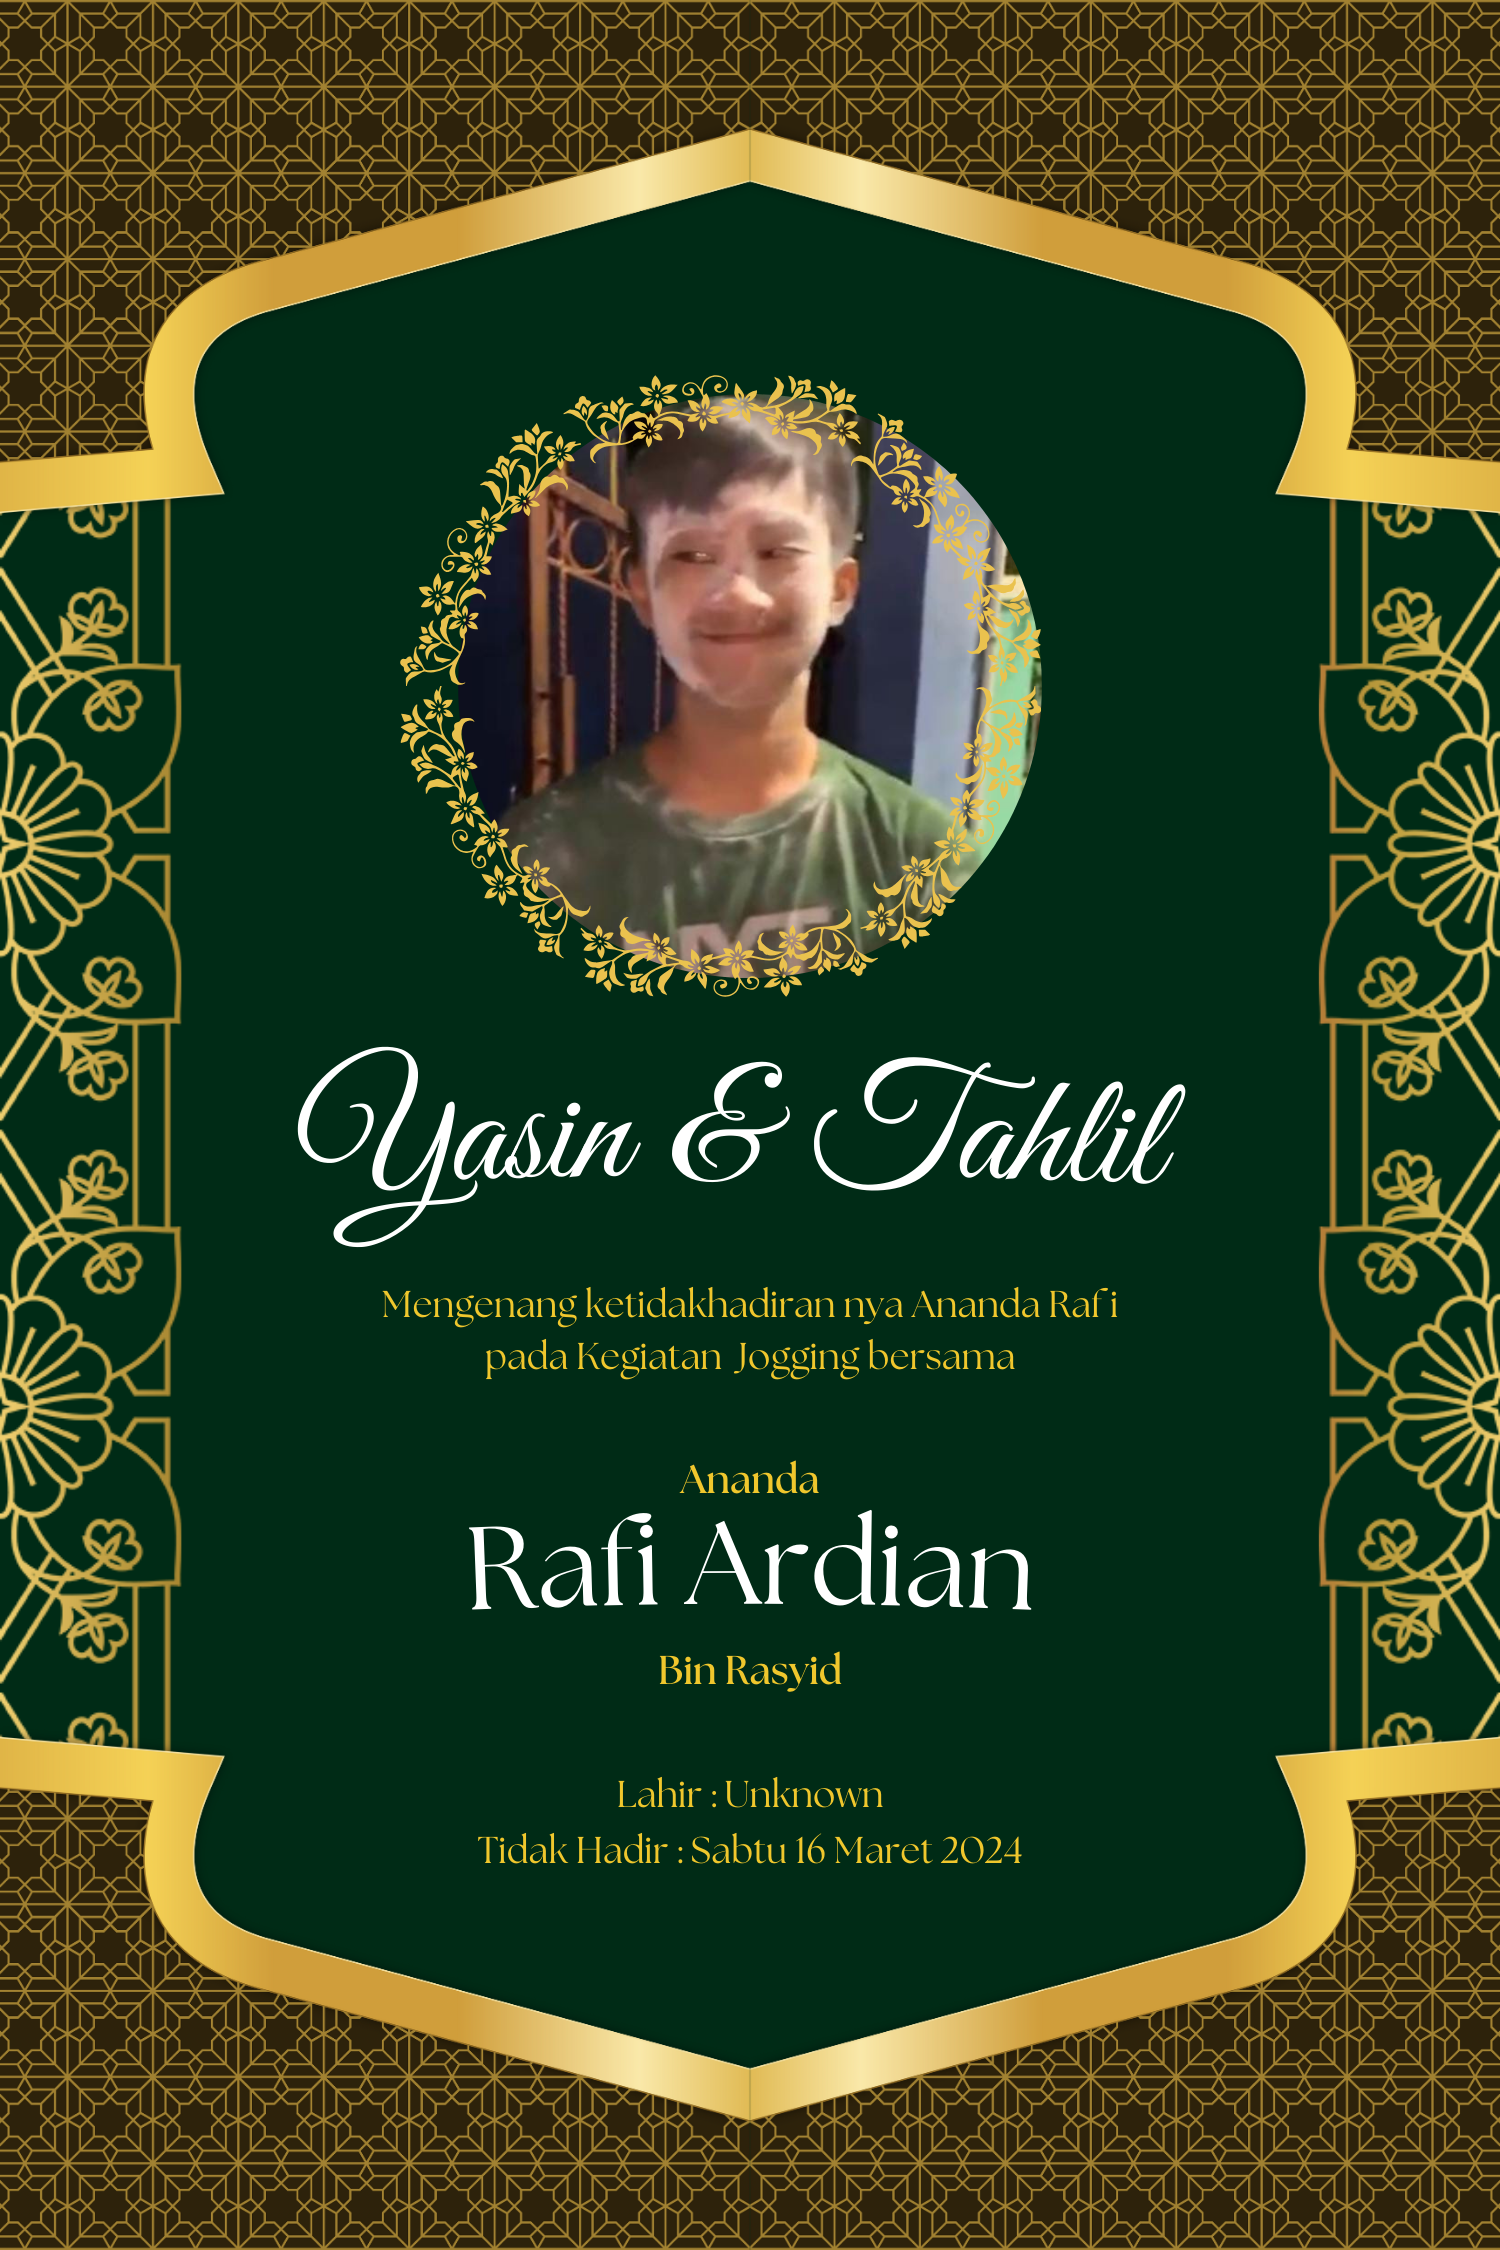 Yasin & Tahlil
Mengenang ketidakhadiran nya Ananda Rafi
pada Kegiatan Jogging bersama
Ananda
Rafi Ardian
Bin Rasyid
Lahir : Unknown
Tidak Hadir : Sabtu 16 Maret 2024